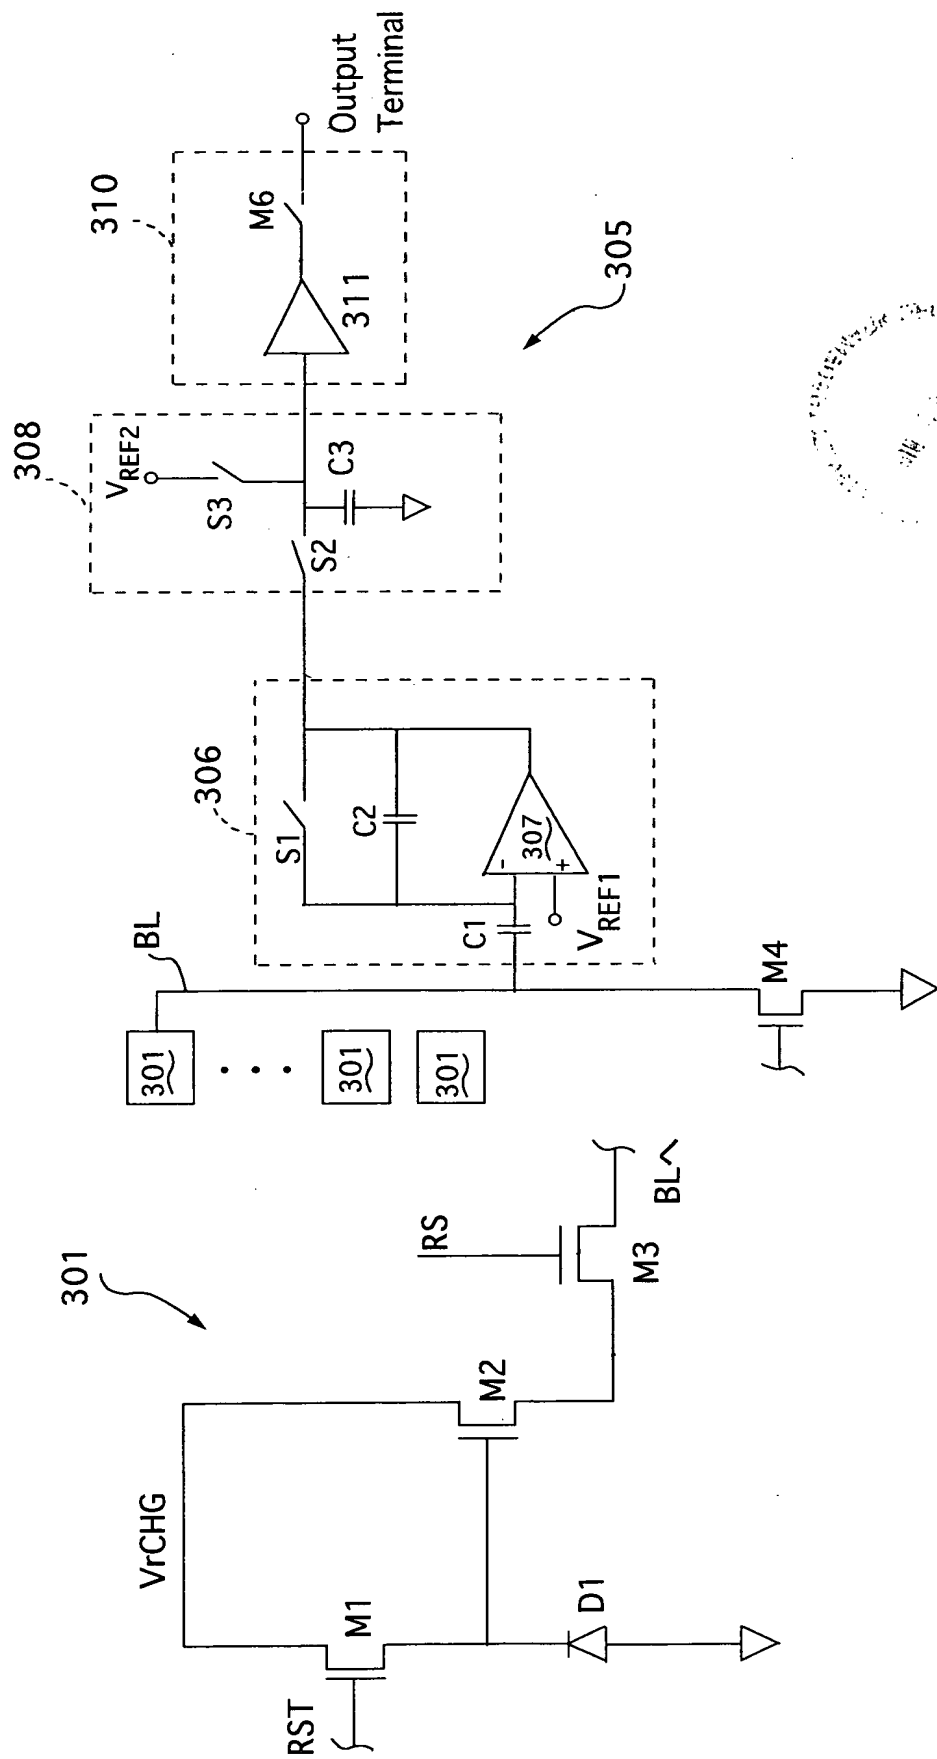 301
VrCHG
RST
M1
M2
D1
RS
M3
BL^
301
301
301
BL
M4
305
306
S1
C2
C1
307
-
+
VREF1
308
VREF2
S3
S2
C3
310
311
M6
Output
Terminal